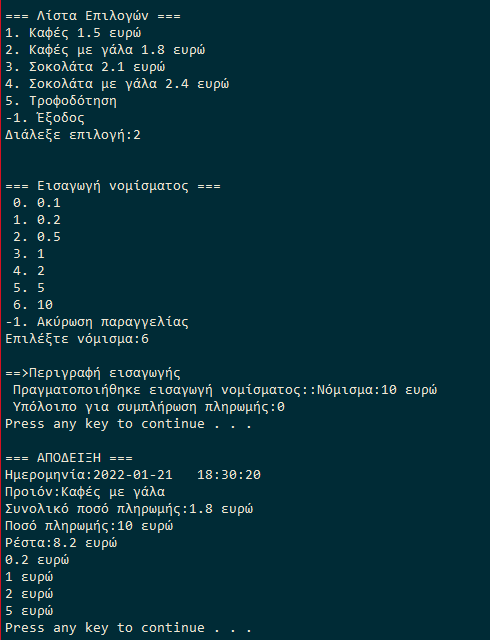 === Λίστα Επιλογών ===
1. Καφές 1.5 ευρώ
2. Καφές με γάλα 1.8 ευρώ
3. Σοκολάτα 2.1 ευρώ
4. Σοκολάτα με γάλα 2.4 ευρώ
5. Τροφοδότηση
-1. Έξοδος
Διάλεξε επιλογή:2
=== Εισαγωγή νομίσματος ===
0. 0.1
1. 0.2
2. 0.5
3. 1
4. 2
5. 5
6. 10
-1. Ακύρωση παραγγελίας
Επιλέξτε νόμισμα:6
==>Περιγραφή εισαγωγής
Πραγματοποιήθηκε εισαγωγή νομίσματος::Νόμισμα:10 ευρώ
Υπόλοιπο για συμπλήρωση πληρωμής:0
Press any key to continue . . .
=== ΑΠΟΔΕΙΞΗ ===
Ημερομηνία:2022-01-21   18:30:20
Προιόν:Καφές με γάλα
Συνολικό ποσό πληρωμής:1.8 ευρώ
Ποσό πληρωμής:10 ευρώ
Ρέστα:8.2 ευρώ
0.2 ευρώ
1 ευρώ
2 ευρώ
5 ευρώ
Press any key to continue . . .